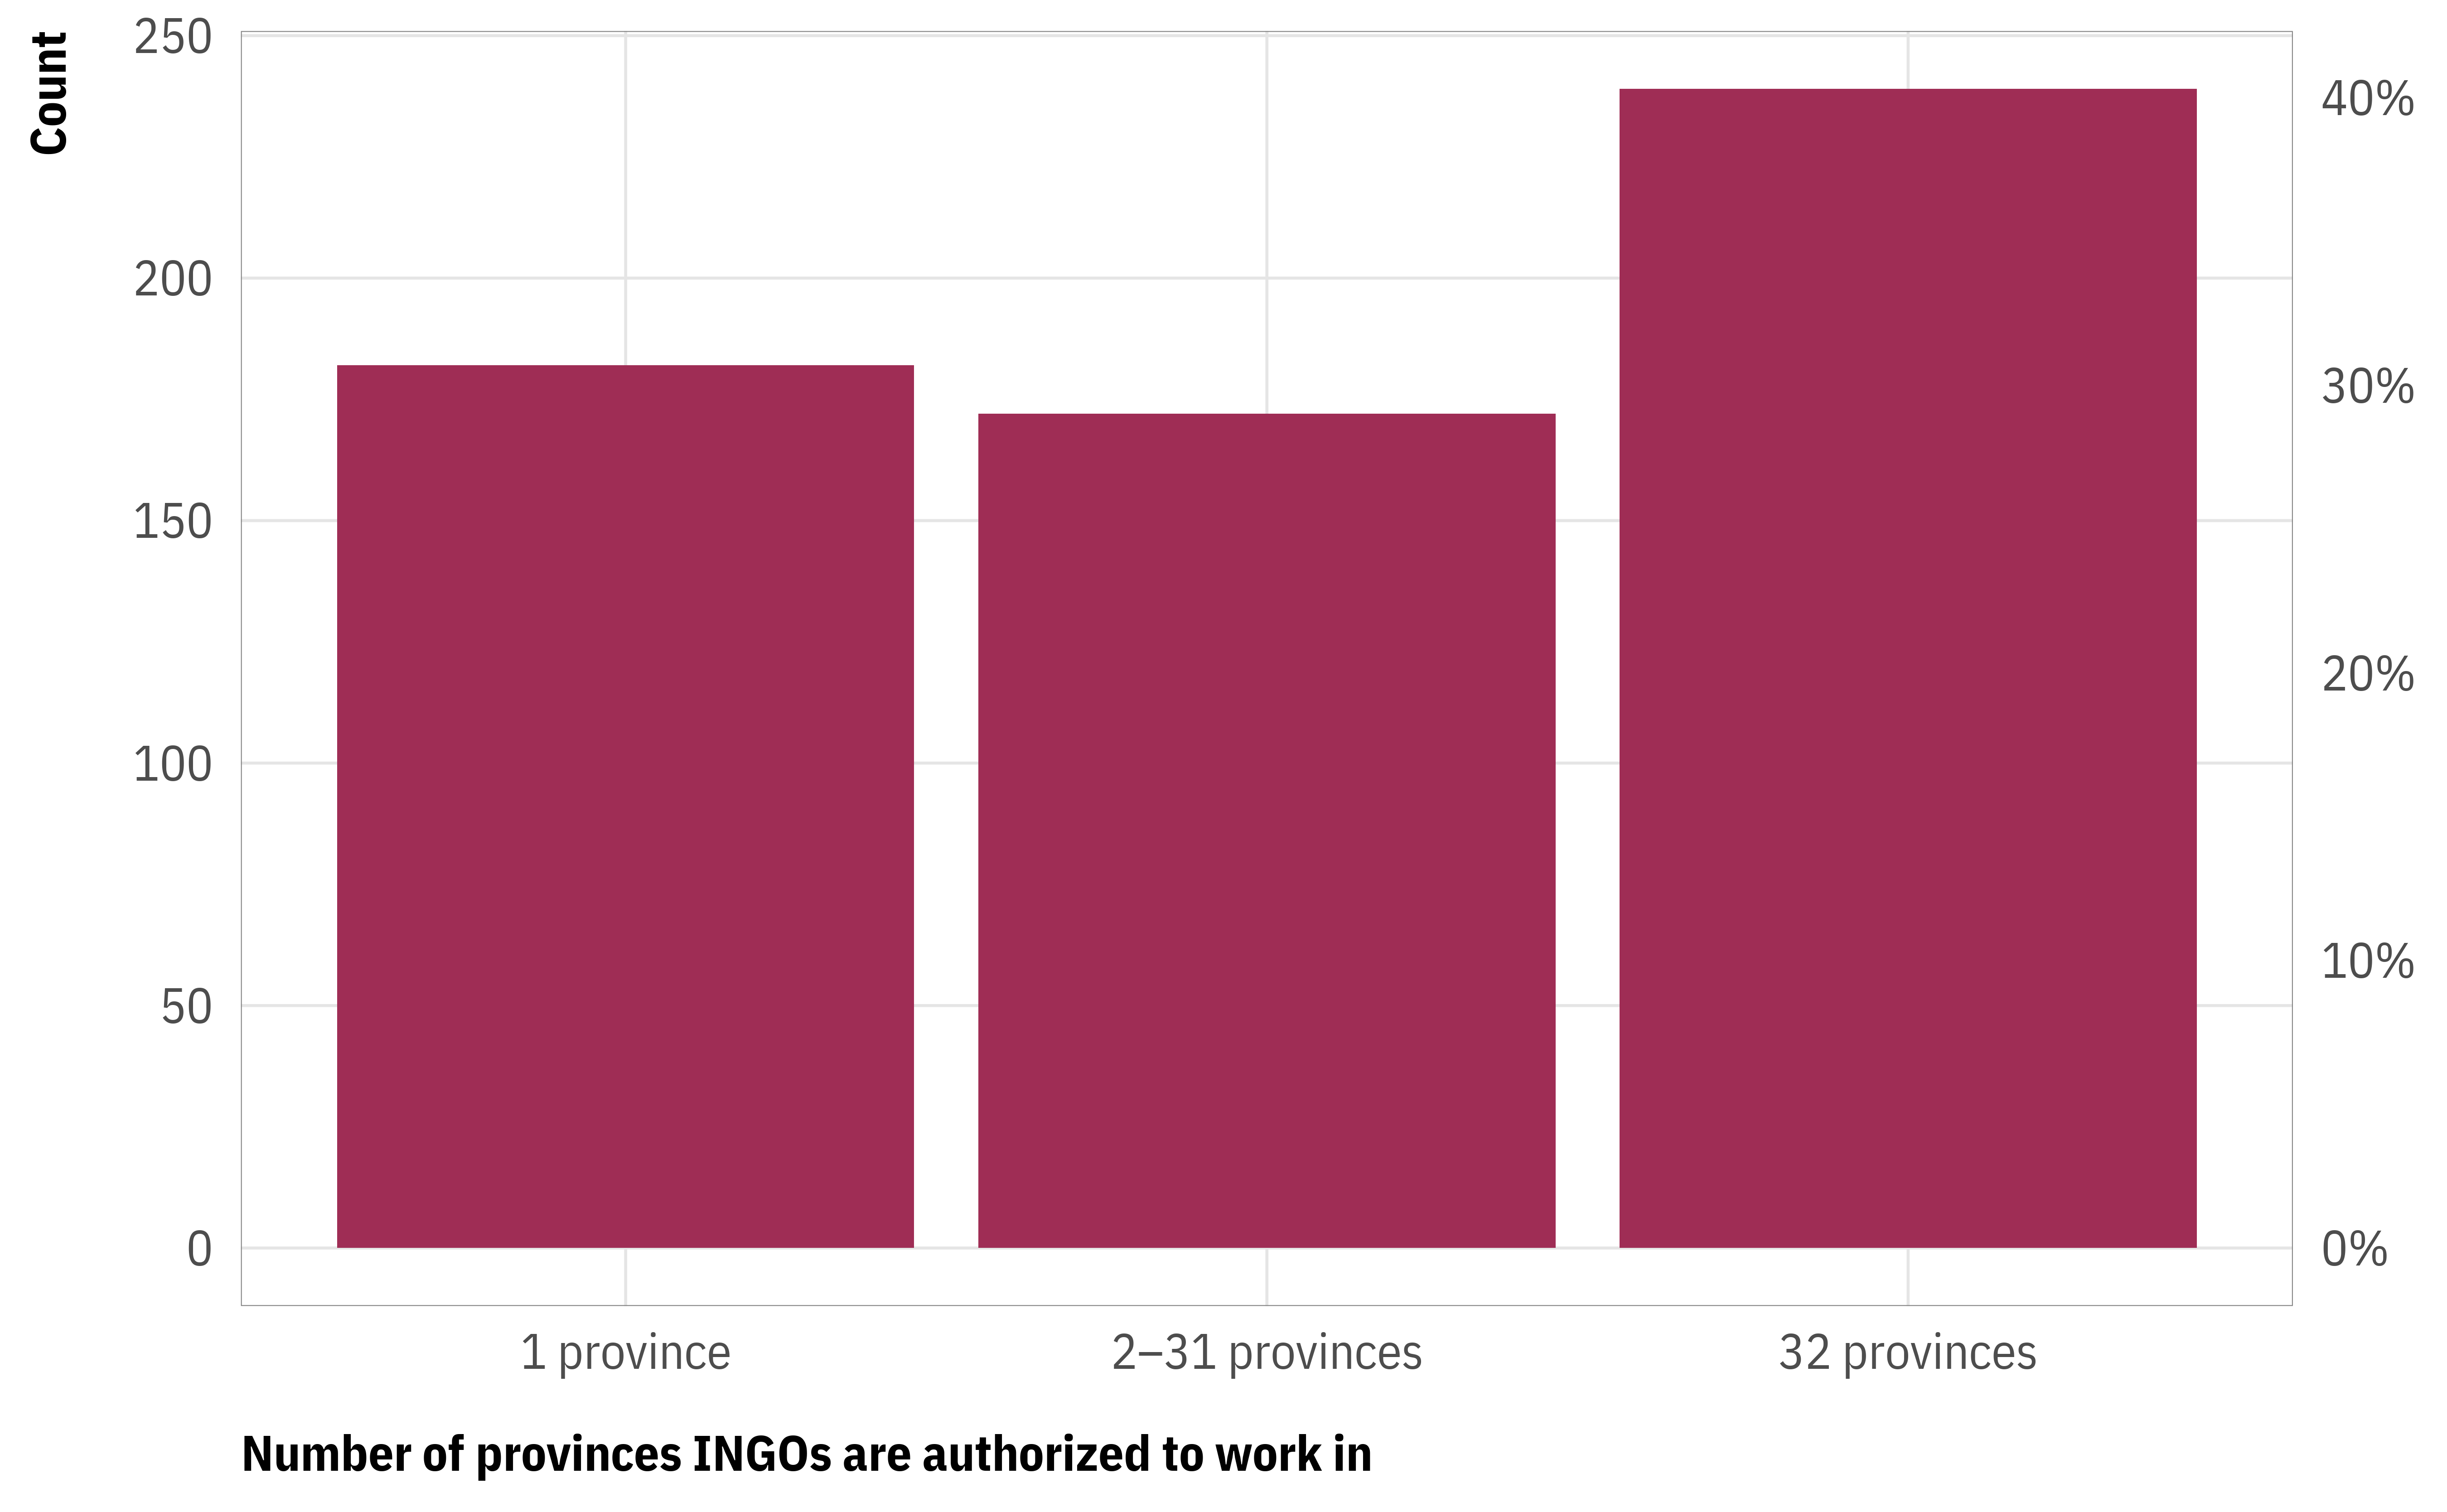 Count
250
200
150
100
50
0
40%
30%
20%
10%
0%
1 province
2–31 provinces
32 provinces
Number of provinces INGOs are authorized to work in